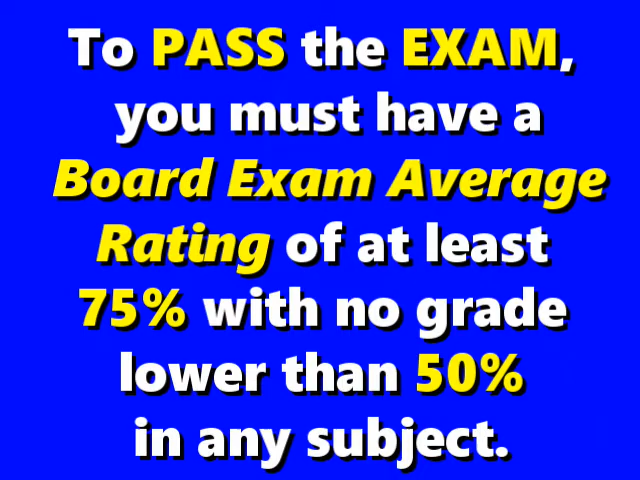 To PASS the EXAM,
you must have a
Board Exam Average
Rating of at least
75% with no grade
lower than 50%
in any subject.